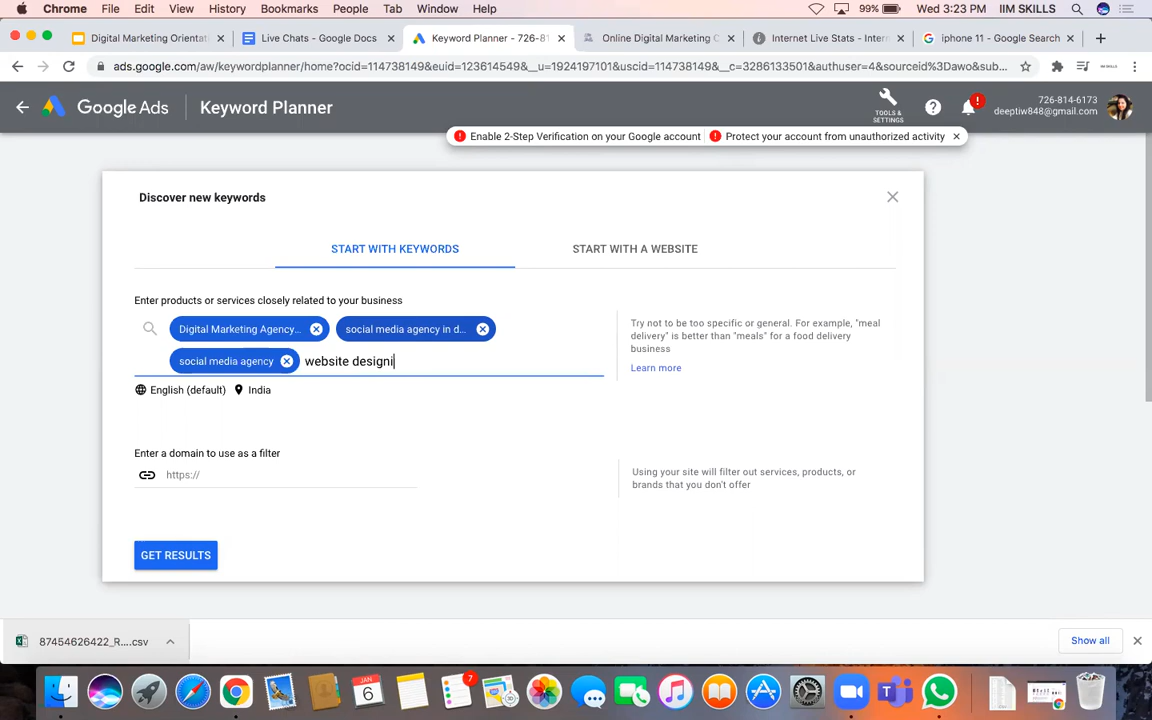 Chrome File Edit View History Bookmarks People Tab Window Help 99% Wed 3:23 PM IIM SKILLS
Digital Marketing Orientat Live Chats - Google Docs Keyword Planner - 726-81 Online Digital Marketing C Internet Live Stats - Inter iphone 11 - Google Search
ads.google.com/aw/keywordplanner/home?ocid=114738149&euid=123614549&__u=1924197101&uscid=114738149&__c=3286133501&authuser=4&sourceid%3Dawo&sub...
Google Ads Keyword Planner
TOOLS &
SETTINGS
726-814-6173
deeptiw848@gmail.com
Enable 2-Step Verification on your Google account Protect your account from unauthorized activity
Discover new keywords
START WITH KEYWORDS START WITH A WEBSITE
Enter products or services closely related to your business
Digital Marketing Agency... social media agency in d...
social media agency website designi
English (default) India
Try not to be too specific or general. For example, "meal
delivery" is better than "meals" for a food delivery
business
Learn more
Enter a domain to use as a filter
https://
Using your site will filter out services, products, or
brands that you don't offer
GET RESULTS
87454626422_R....csv
Show all
JAN
6
7